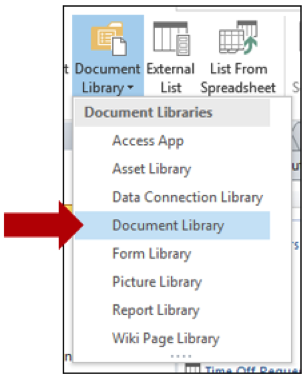 t Document External List From
Library List Spreadsheet
Document Libraries
Access App
Asset Library
Data Connection Library
Document Library
Form Library
Picture Library
Report Library
Wiki Page Library
Time Off Reque